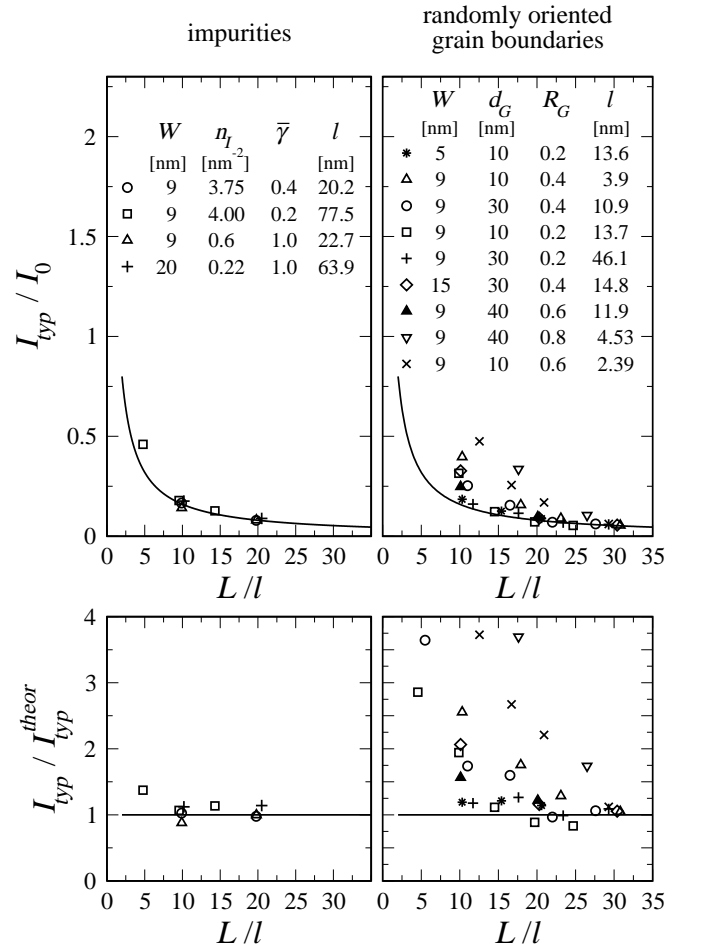 impurities
randomly oriented
grain boundaries
W n_I γ̄ l
[nm] [nm⁻²] [nm]
9 3.75 0.4 20.2
9 4.00 0.2 77.5
9 0.6 1.0 22.7
20 0.22 1.0 63.9
W d_G R_G l
[nm] [nm] [nm]
5 10 0.2 13.6
9 10 0.4 3.9
9 30 0.4 10.9
9 10 0.2 13.7
9 30 0.2 46.1
15 30 0.4 14.8
9 40 0.6 11.9
9 40 0.8 4.53
9 10 0.6 2.39
I_typ / I_0
2
1.5
1
0.5
0
0 5 10 15 20 25 30
0 5 10 15 20 25 30 35
L/l
L/l
I_typ / I_typ^theor
4
3
2
1
0
0 5 10 15 20 25 30
0 5 10 15 20 25 30 35
L/l
L/l